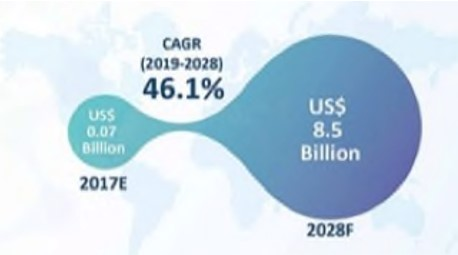 CAGR
(2019-2028)
46.1%
US$
0.07
Billion
2017E
US$
8.5
Billion
2028F